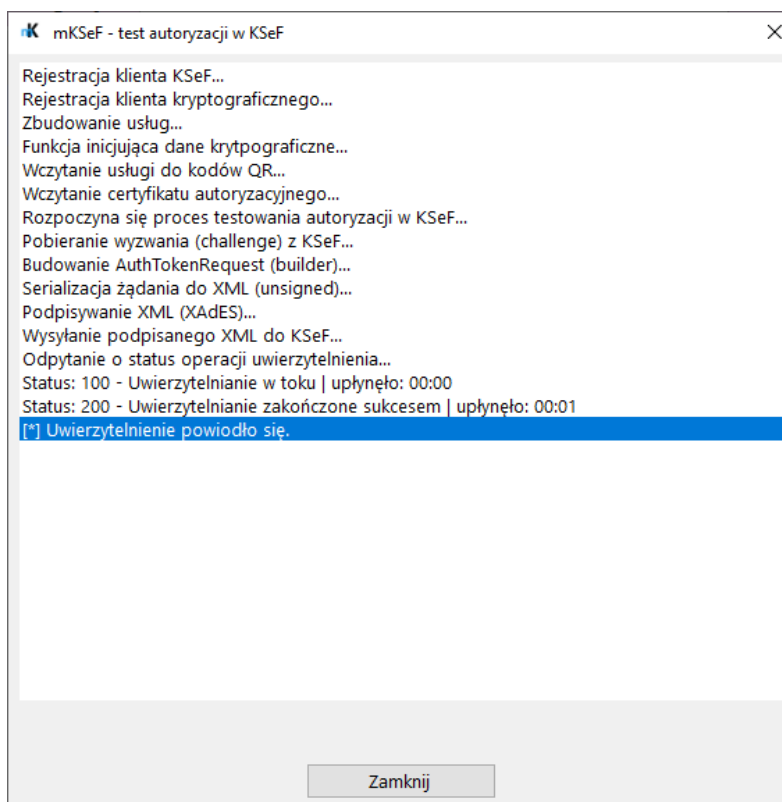 mK mKSeF - test autoryzacji w KSeF
Rejestracja klienta KSeF...
Rejestracja klienta kryptograficznego...
Zbudowanie usług...
Funkcja inicjująca dane krytpograficzne...
Wczytanie usługi do kodów QR...
Wczytanie certyfikatu autoryzacyjnego...
Rozpoczyna się proces testowania autoryzacji w KSeF...
Pobieranie wyzwania (challenge) z KSeF...
Budowanie AuthTokenRequest (builder)...
Serializacja żądania do XML (unsigned)...
Podpisywanie XML (XAdES)...
Wysyłanie podpisanego XML do KSeF...
Odpytanie o status operacji uwierzytelnienia...
Status: 100 - Uwierzytelnianie w toku | upłynęło: 00:00
Status: 200 - Uwierzytelnianie zakończone sukcesem | upłynęło: 00:01
[*] Uwierzytelnienie powiodło się.
Zamknij